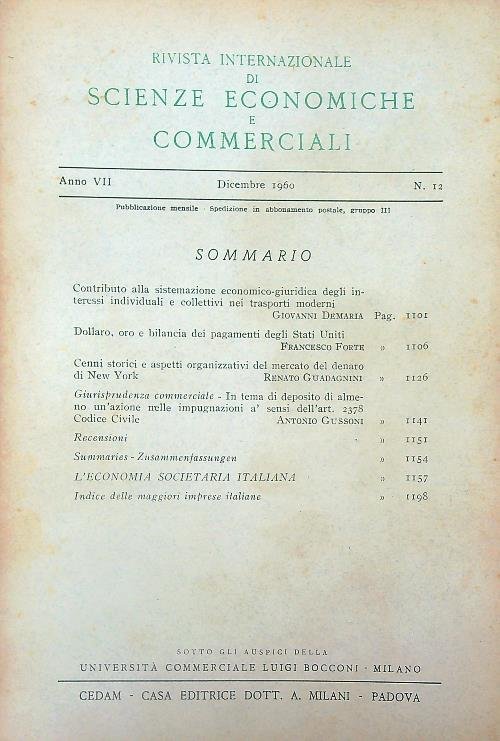 RIVISTA INTERNAZIONALE
DI
SCIENZE ECONOMICHE
E
COMMERCIALI
Anno VII Dicembre 1960 N. 12
Pubblicazione mensile - Spedizione in abbonamento postale, gruppo III
SOMMARIO
Contributo alla sistemazione economico-giuridica degli in-
teressi individuali e collettivi nei trasporti moderni
GIOVANNI DEMARIA Pag. 1101
Dollaro, oro e bilancia dei pagamenti degli Stati Uniti
FRANCESCO FORTE » 1106
Cenni storici e aspetti organizzativi del mercato del denaro
di New York RENATO GUADAGNINI » 1126
Giurisprudenza commerciale - In tema di deposito di alme-
no un'azione nelle impugnazioni a' sensi dell'art. 2378
Codice Civile ANTONIO GUSSONI » 1141
Recensioni » 1151
Summaries - Zusammenfassungen » 1154
L'ECONOMIA SOCIETARIA ITALIANA » 1157
Indice delle maggiori imprese italiane » 1198
SOTTO GLI AUSPICI DELLA
UNIVERSITÀ COMMERCIALE LUIGI BOCCONI - MILANO
CEDAM - CASA EDITRICE DOTT. A. MILANI - PADOVA